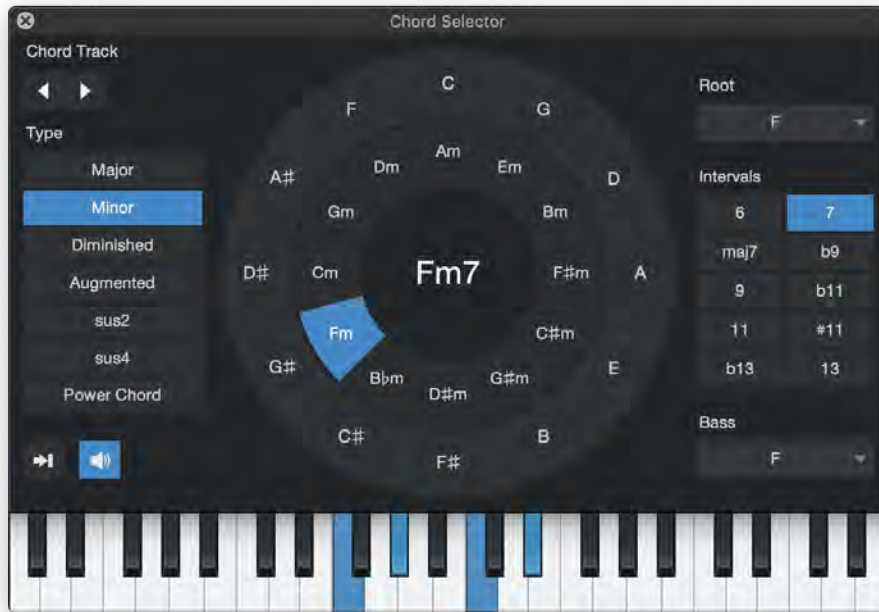 Chord Selector
Chord Track
Type
Major
Minor
Diminished
Augmented
sus2
sus4
Power Chord
C
F
G
A♯
D
D♯
A
G♯
E
C♯
B
F♯
Am
Dm
Em
Gm
Bm
Cm
F♯m
Fm
C♯m
B♭m
G♯m
D♯m
Fm7
Root
F
Intervals
6 7
maj7 b9
9 b11
11 #11
b13 13
Bass
F